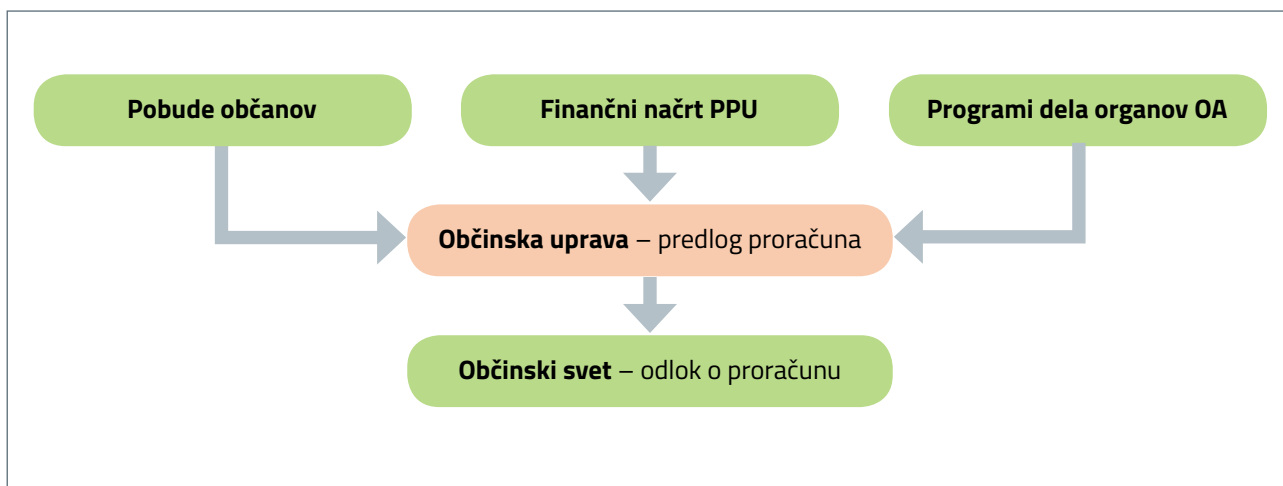 Pobude občanov
Finančni načrt PPU
Programi dela organov OA
Občinska uprava – predlog proračuna
Občinski svet – odlok o proračunu